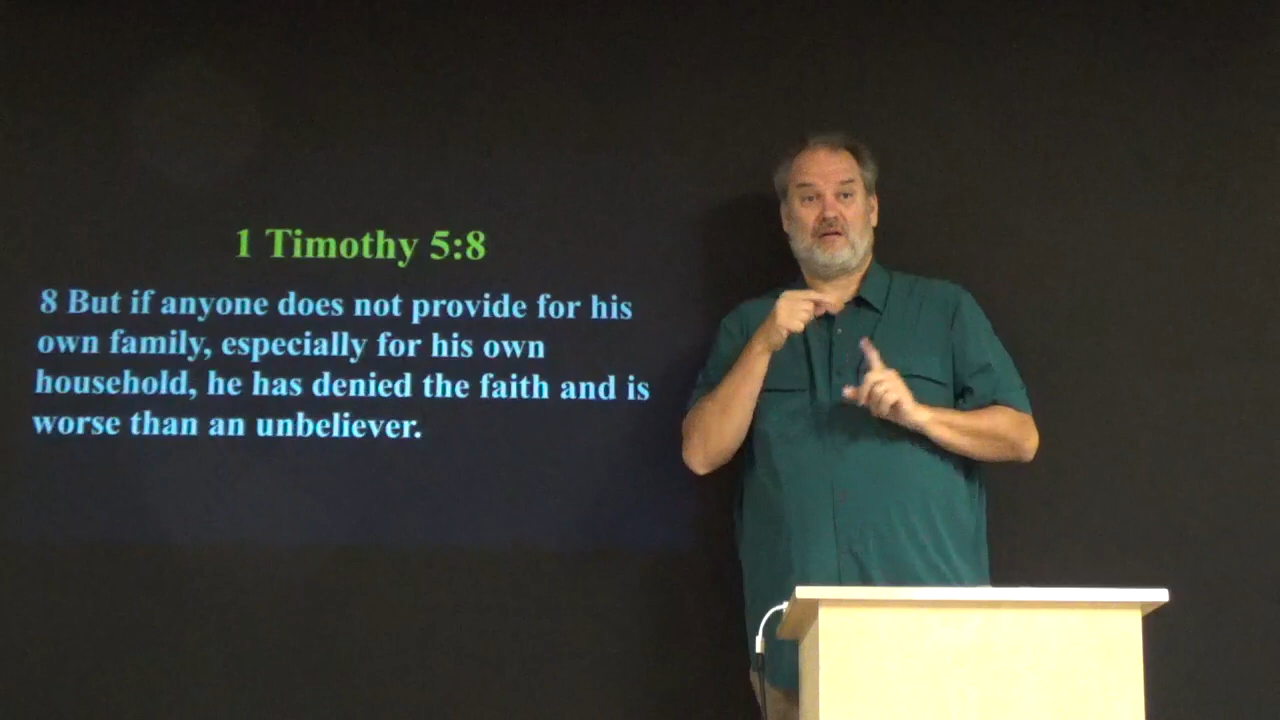 1 Timothy 5:8
8 But if anyone does not provide for his
own family, especially for his own
household, he has denied the faith and is
worse than an unbeliever.